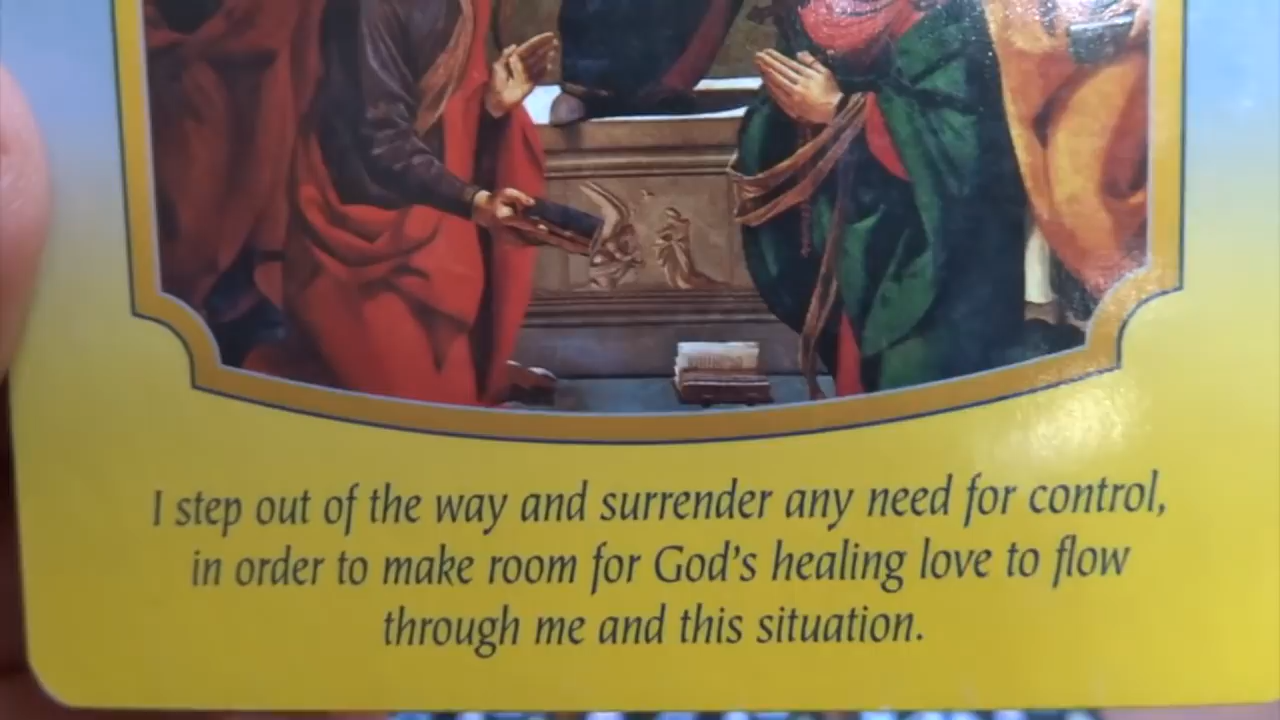 I step out of the way and surrender any need for control,
in order to make room for God's healing love to flow
through me and this situation.